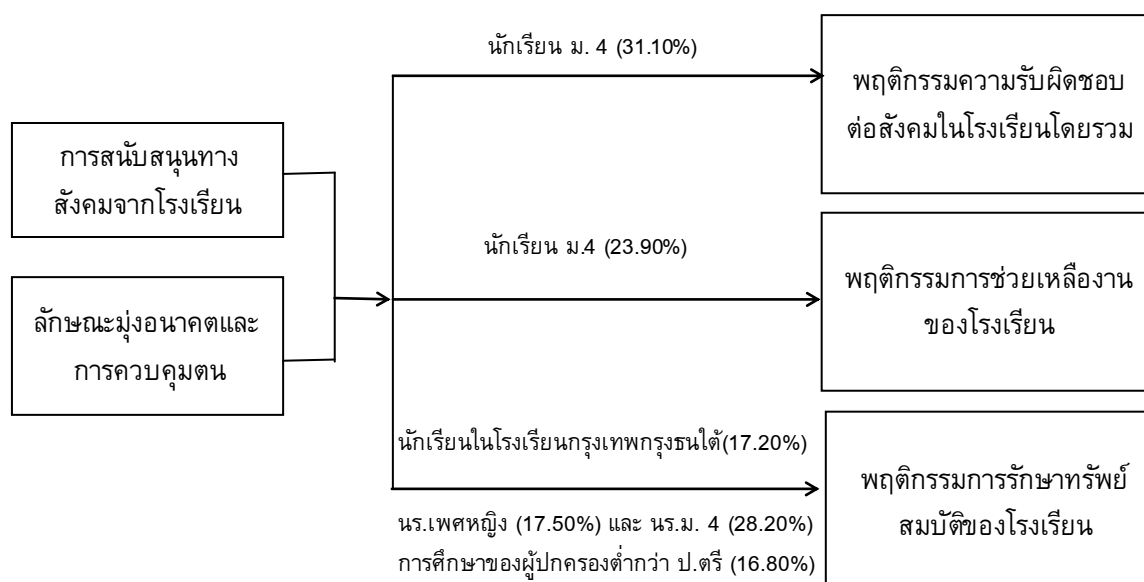 การสนับสนุนทาง
สังคมจากโรงเรียน
ลักษณะมุ่งอนาคตและ
การควบคุมตน
นักเรียน ม. 4 (31.10%)
พฤติกรรมความรับผิดชอบ
ต่อสังคมในโรงเรียนโดยรวม
นักเรียน ม.4 (23.90%)
พฤติกรรมการช่วยเหลืองาน
ของโรงเรียน
นักเรียนในโรงเรียนกรุงเทพกรุงธนใต้(17.20%)
นร.เพศหญิง (17.50%) และ นร.ม. 4 (28.20%)
การศึกษาของผู้ปกครองต่ำกว่า ป.ตรี (16.80%)
พฤติกรรมการรักษาทรัพย์
สมบัติของโรงเรียน